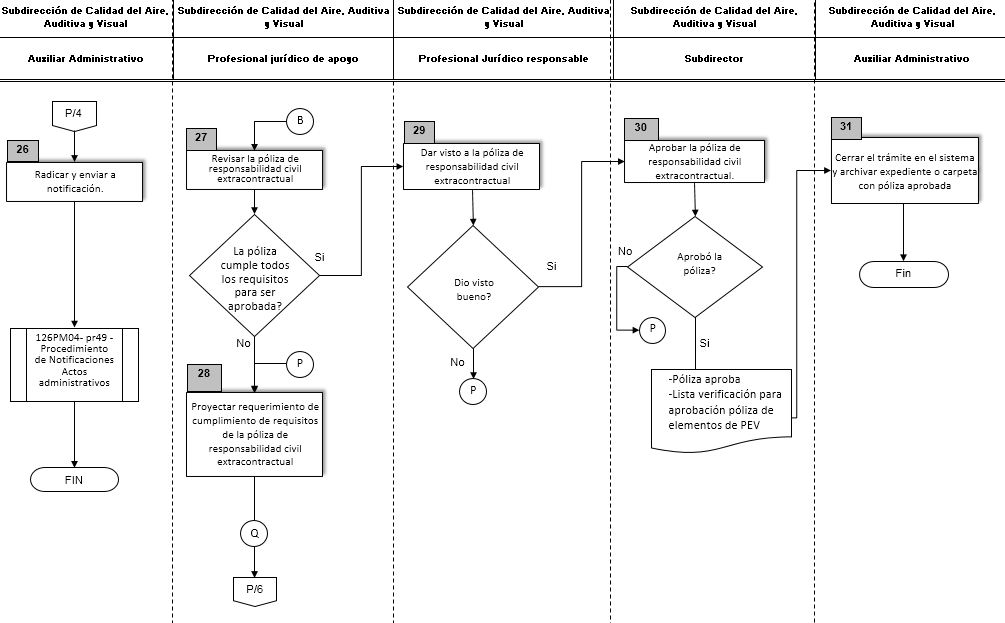 Subdirección de Calidad del Aire,
Auditiva y Visual
Subdirección de Calidad del Aire, Auditiva
y Visual
Subdirección de Calidad del Aire, Auditiva
y Visual
Subdirección de Calidad del Aire,
Auditiva y Visual
Subdirección de Calidad del Aire,
Auditiva y Visual
Auxiliar Administrativo
Profesional jurídico de apoyo
Profesional Jurídico responsable
Subdirector
Auxiliar Administrativo
P/4
26
Radicar y enviar a
notificación.
126PM04- pr49 -
Procedimiento
de Notificaciones
Actos
administrativos
FIN
B
27
Revisar la póliza de
responsabilidad civil
extracontractual
La póliza
cumple todos
los requisitos
para ser
aprobada?
Si
No
P
28
Proyectar requerimiento de
cumplimiento de requisitos
de la póliza de
responsabilidad civil
extracontractual
Q
P/6
29
Dar visto a la póliza de
responsabilidad civil
extracontractual
Dio visto
bueno?
Si
No
P
30
Aprobar la póliza de
responsabilidad civil
extracontractual.
No
Aprobó la
póliza?
P
Si
-Póliza aproba
-Lista verificación para
aprobación póliza de
elementos de PEV
31
Cerrar el trámite en el sistema
y archivar expediente o carpeta
con póliza aprobada
Fin